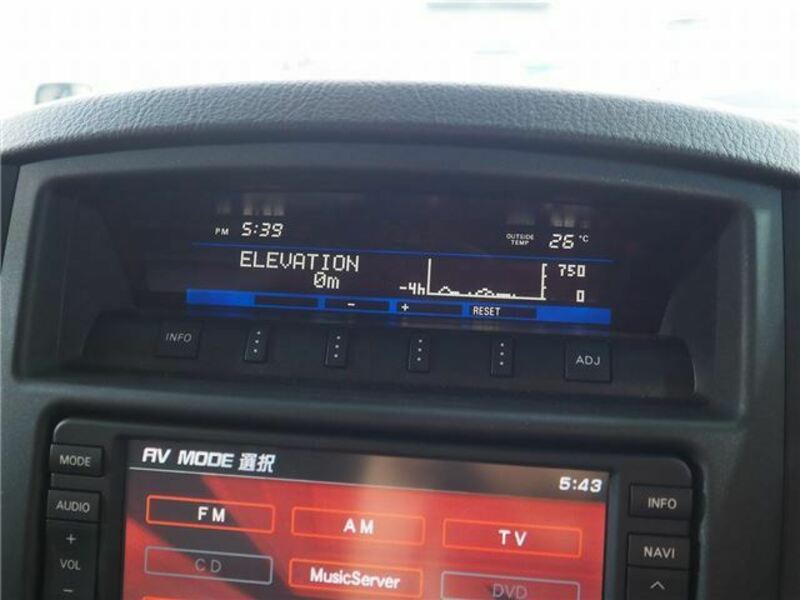 PM 5:39
OUTSIDE TEMP 26 °C
ELEVATION
0m
-4h
750
0
- + RESET
INFO
ADJ
MODE
AV MODE 選択
5:43
AUDIO
FM
AM
TV
INFO
+
VOL
-
CD
MusicServer
DVD
NAVI